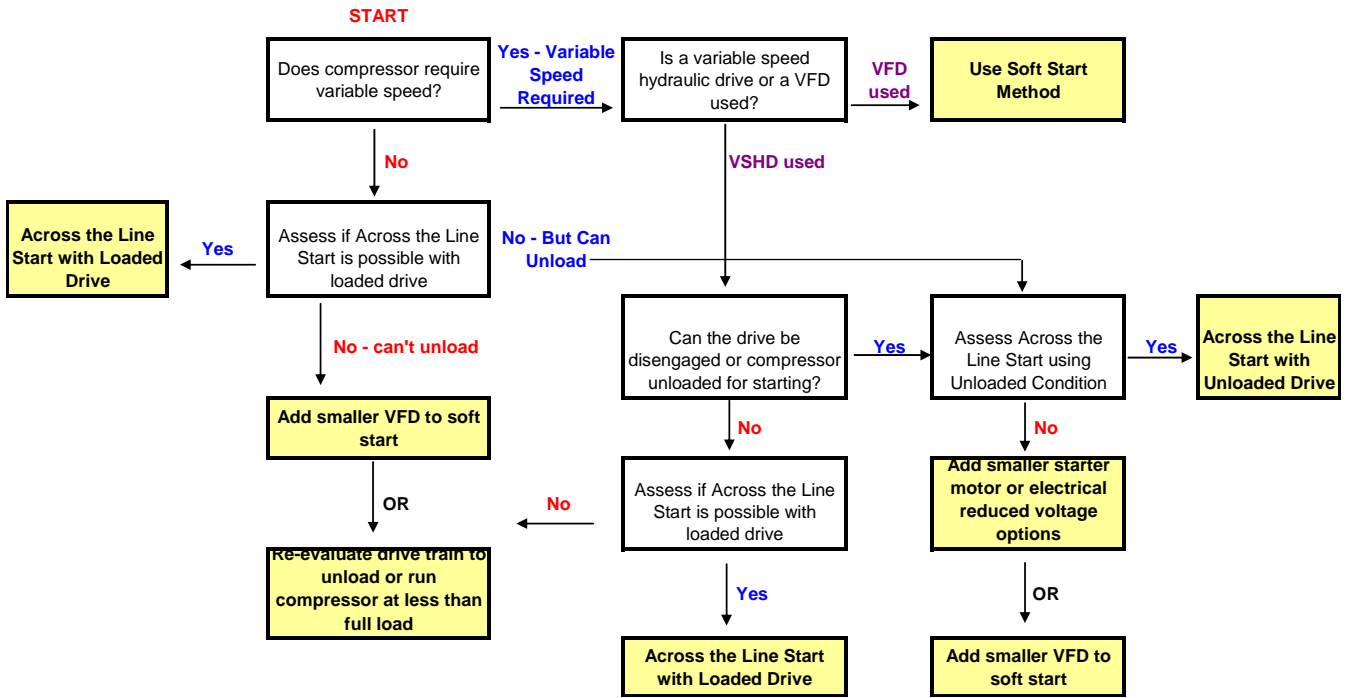 START
Does compressor require
variable speed?
Yes - Variable
Speed
Required
Is a variable speed
hydraulic drive or a VFD
used?
VFD
used
Use Soft Start
Method
No
VSHD used
Across the Line
Start with Loaded
Drive
Yes
Assess if Across the Line
Start is possible with
loaded drive
No - But Can
Unload
No - can't unload
Can the drive be
disengaged or compressor
unloaded for starting?
Yes
Assess Across the
Line Start using
Unloaded Condition
Yes
Across the Line
Start with
Unloaded Drive
Add smaller VFD to soft
start
No
No
OR
No
Assess if Across the Line
Start is possible with
loaded drive
Add smaller starter
motor or electrical
reduced voltage
options
Re-evaluate drive train to
unload or run
compressor at less than
full load
Yes
OR
Across the Line Start
with Loaded Drive
Add smaller VFD to
soft start